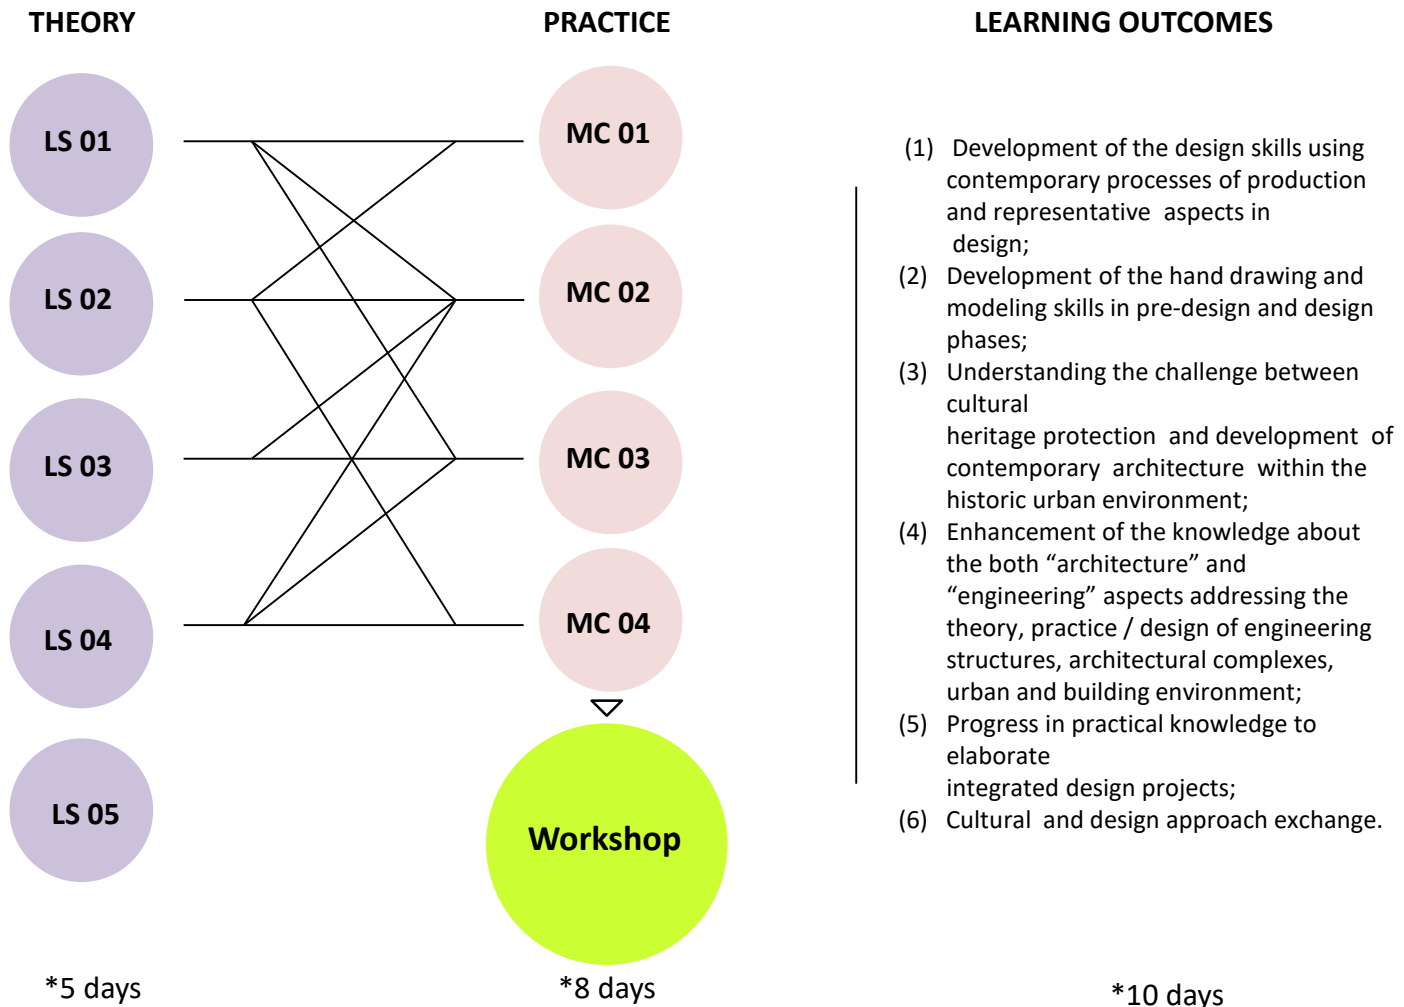 THEORY
LS 01
LS 02
LS 03
LS 04
LS 05
*5 days
PRACTICE
MC 01
MC 02
MC 03
MC 04
Workshop
*8 days
LEARNING OUTCOMES
(1) Development of the design skills using
contemporary processes of production
and representative aspects in
design;
(2) Development of the hand drawing and
modeling skills in pre-design and design
phases;
(3) Understanding the challenge between
cultural
heritage protection and development of
contemporary architecture within the
historic urban environment;
(4) Enhancement of the knowledge about
the both “architecture” and
“engineering” aspects addressing the
theory, practice / design of engineering
structures, architectural complexes,
urban and building environment;
(5) Progress in practical knowledge to
elaborate
integrated design projects;
(6) Cultural and design approach exchange.
*10 days